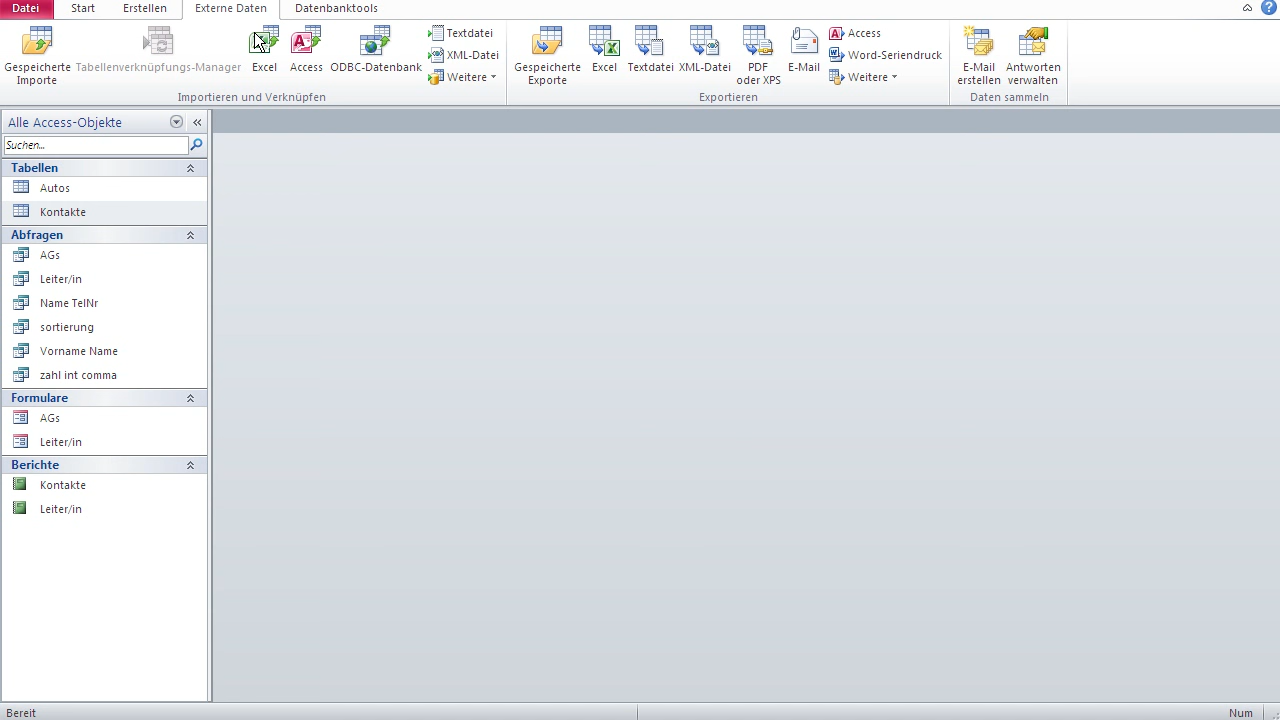 Datei Start Erstellen Externe Daten Datenbanktools
Gespeicherte Importe
Tabellenverknüpfungs-Manager
Excel
Access
ODBC-Datenbank
Textdatei
XML-Datei
Weitere
Importieren und Verknüpfen
Gespeicherte Exporte
Excel
Textdatei
XML-Datei
PDF oder XPS
E-Mail
Access
Word-Seriendruck
Weitere
Exportieren
E-Mail erstellen
Antworten verwalten
Daten sammeln
Alle Access-Objekte
Suchen...
Tabellen
Autos
Kontakte
Abfragen
AGs
Leiter/in
Name TelNr
sortierung
Vorname Name
zahl int comma
Formulare
AGs
Leiter/in
Berichte
Kontakte
Leiter/in
Bereit
Num